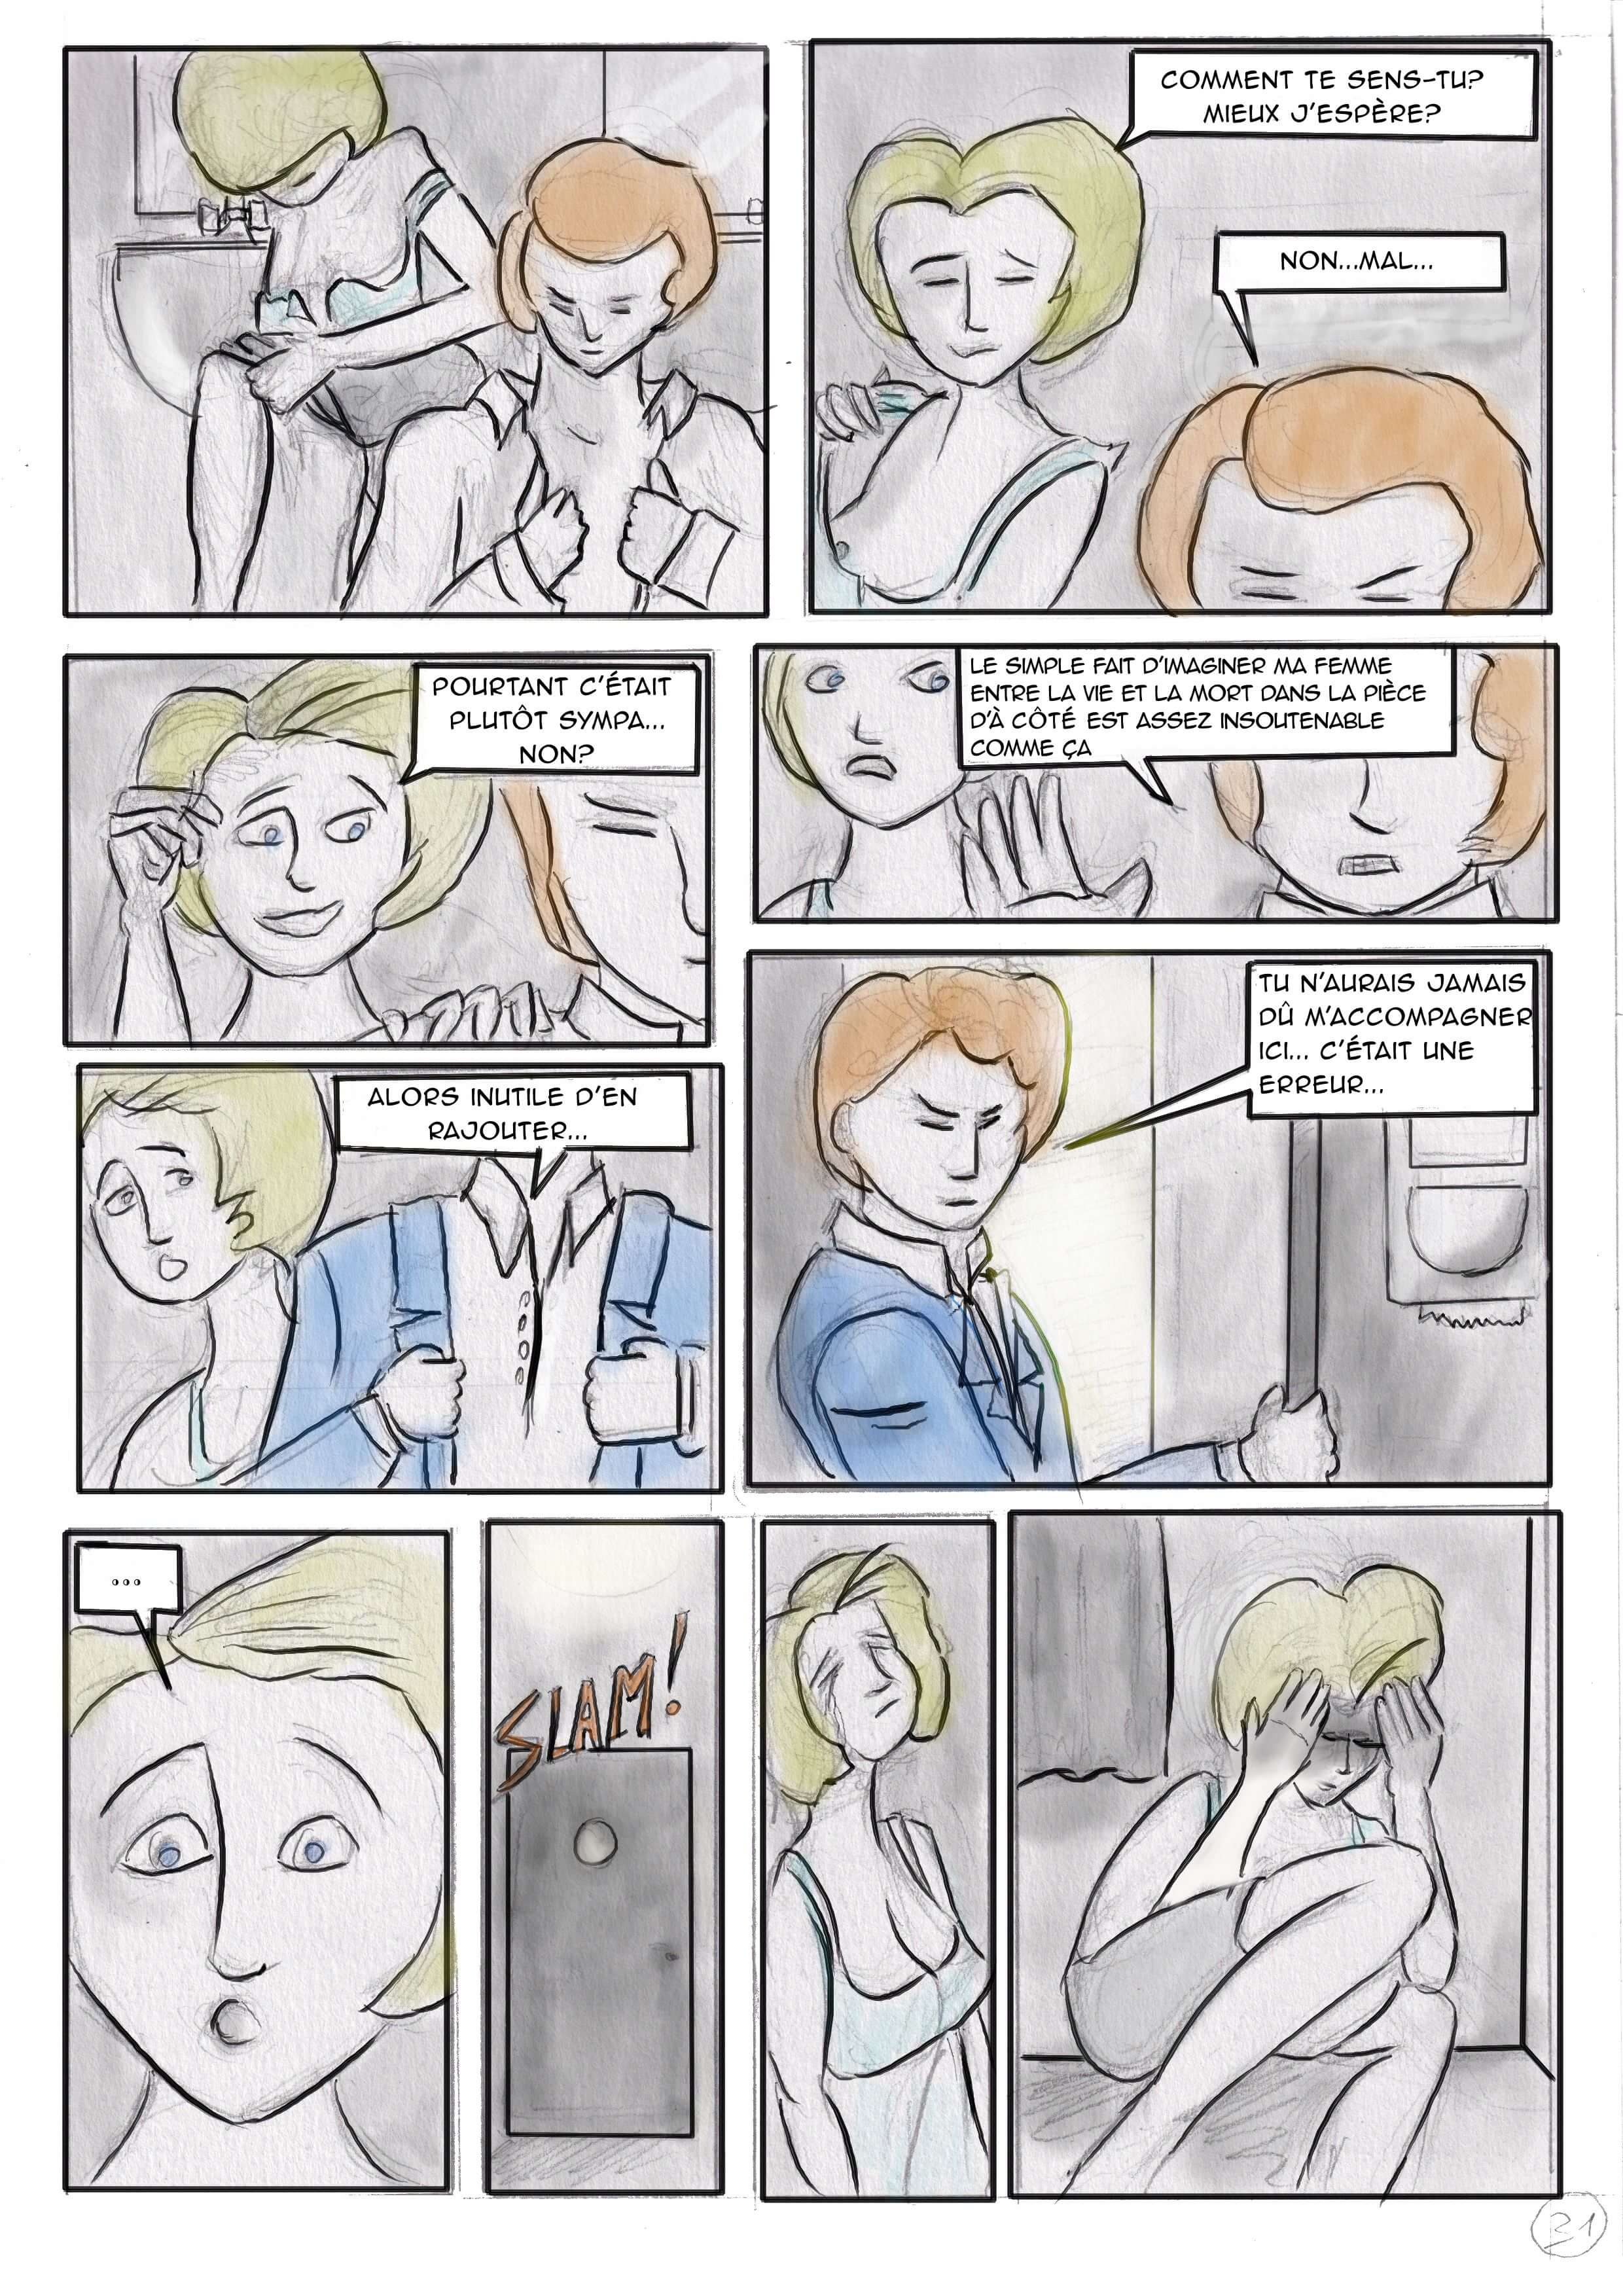 COMMENT TE SENS-TU?
MIEUX J'ESPÈRE?
NON...MAL...
POURTANT C'ÉTAIT
PLUTÔT SYMPA...
NON?
LE SIMPLE FAIT D'IMAGINER MA FEMME
ENTRE LA VIE ET LA MORT DANS LA PIÈCE
D'À CÔTÉ EST ASSEZ INSOUTENABLE
COMME ÇA
ALORS INUTILE D'EN
RAJOUTER...
TU N'AURAIS JAMAIS
DÛ M'ACCOMPAGNER
ICI... C'ÉTAIT UNE
ERREUR...
...
SLAM!
21